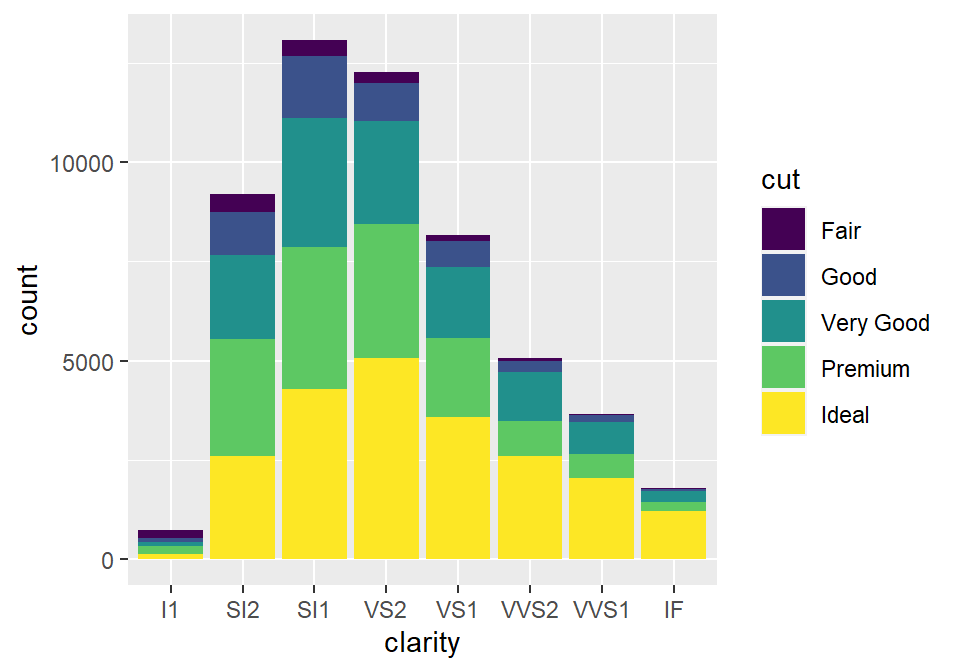 10000
5000
0
count
I1 SI2 SI1 VS2 VS1 VVS2 VVS1 IF
clarity
cut
Fair
Good
Very Good
Premium
Ideal